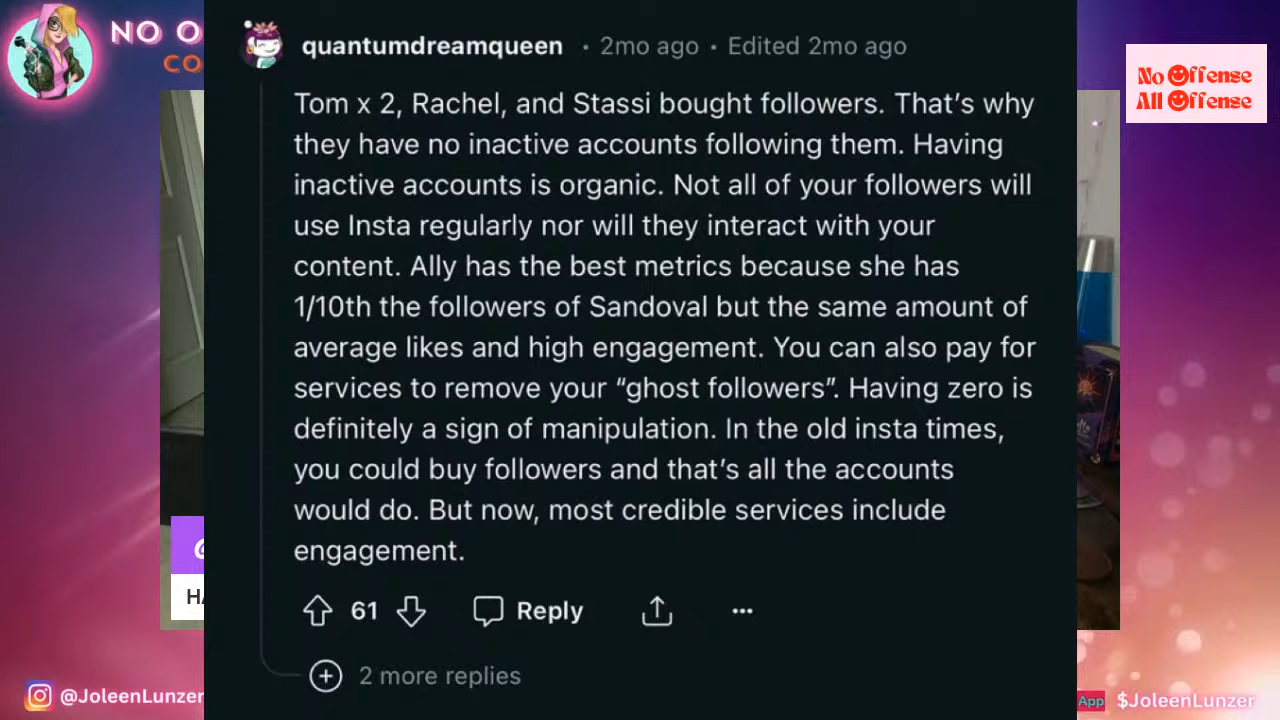 NO O
CO
quantumdreamqueen · 2mo ago · Edited 2mo ago
No Offense
All Offense
Tom x 2, Rachel, and Stassi bought followers. That's why
they have no inactive accounts following them. Having
inactive accounts is organic. Not all of your followers will
use Insta regularly nor will they interact with your
content. Ally has the best metrics because she has
1/10th the followers of Sandoval but the same amount of
average likes and high engagement. You can also pay for
services to remove your “ghost followers”. Having zero is
definitely a sign of manipulation. In the old insta times,
you could buy followers and that's all the accounts
would do. But now, most credible services include
engagement.
HA
61 Reply
2 more replies
@JoleenLunzer
App $JoleenLunzer